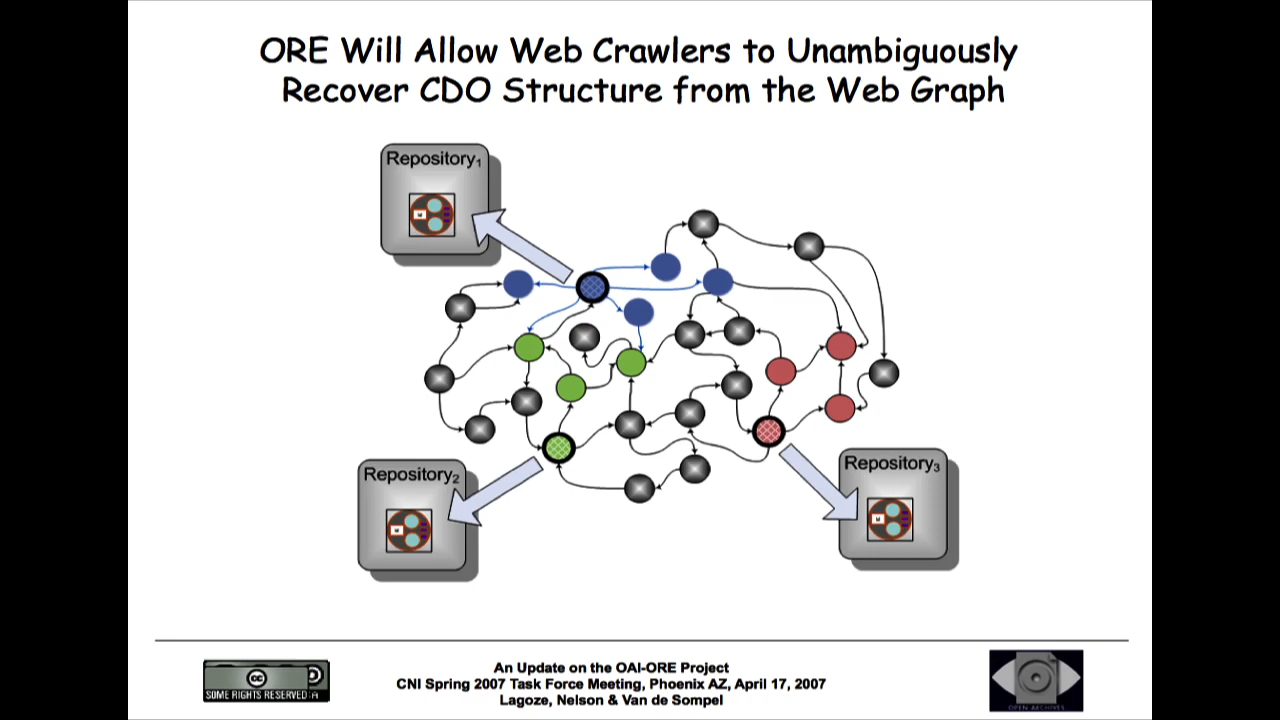 ORE Will Allow Web Crawlers to Unambiguously
Recover CDO Structure from the Web Graph
Repository₁
Repository₂
Repository₃
SOME RIGHTS RESERVED
An Update on the OAI-ORE Project
CNI Spring 2007 Task Force Meeting, Phoenix AZ, April 17, 2007
Lagoze, Nelson & Van de Sompel
OPEN ARCHIVES